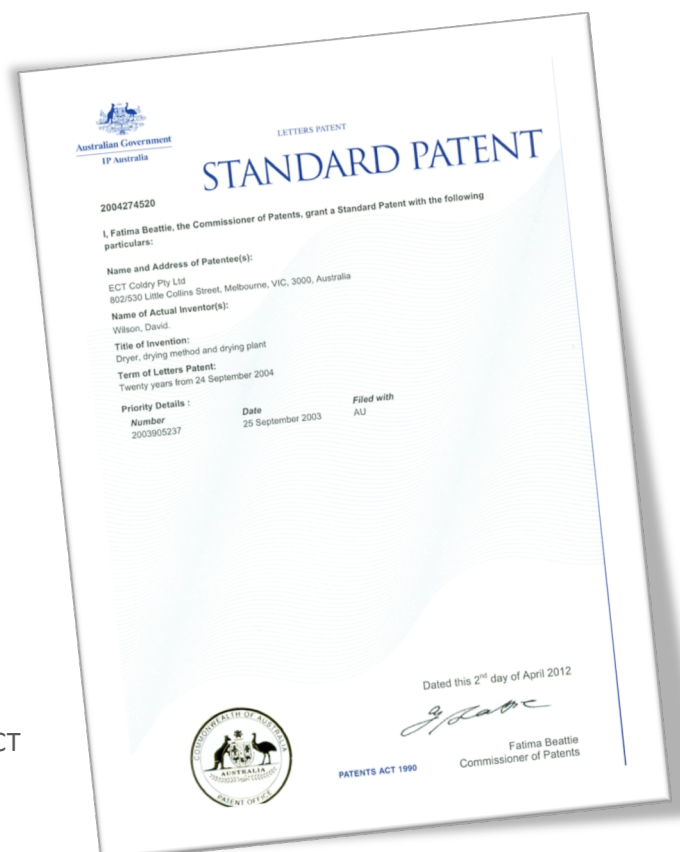 Australian Government
IP Australia
LETTERS PATENT
STANDARD PATENT
2004274520
I, Fatima Beattie, the Commissioner of Patents, grant a Standard Patent with the following
particulars:
Name and Address of Patentee(s):
ECT Coldry Pty Ltd
802/530 Little Collins Street, Melbourne, VIC, 3000, Australia
Name of Actual Inventor(s):
Wilson, David.
Title of Invention:
Dryer, drying method and drying plant
Term of Letters Patent:
Twenty years from 24 September 2004
Priority Details :
Number Date Filed with
2003905237 25 September 2003 AU
Dated this 2nd day of April 2012
Fatima Beattie
Commissioner of Patents
PATENTS ACT 1990
COMMONWEALTH OF AUSTRALIA
AUSTRALIA
PATENT OFFICE
CT